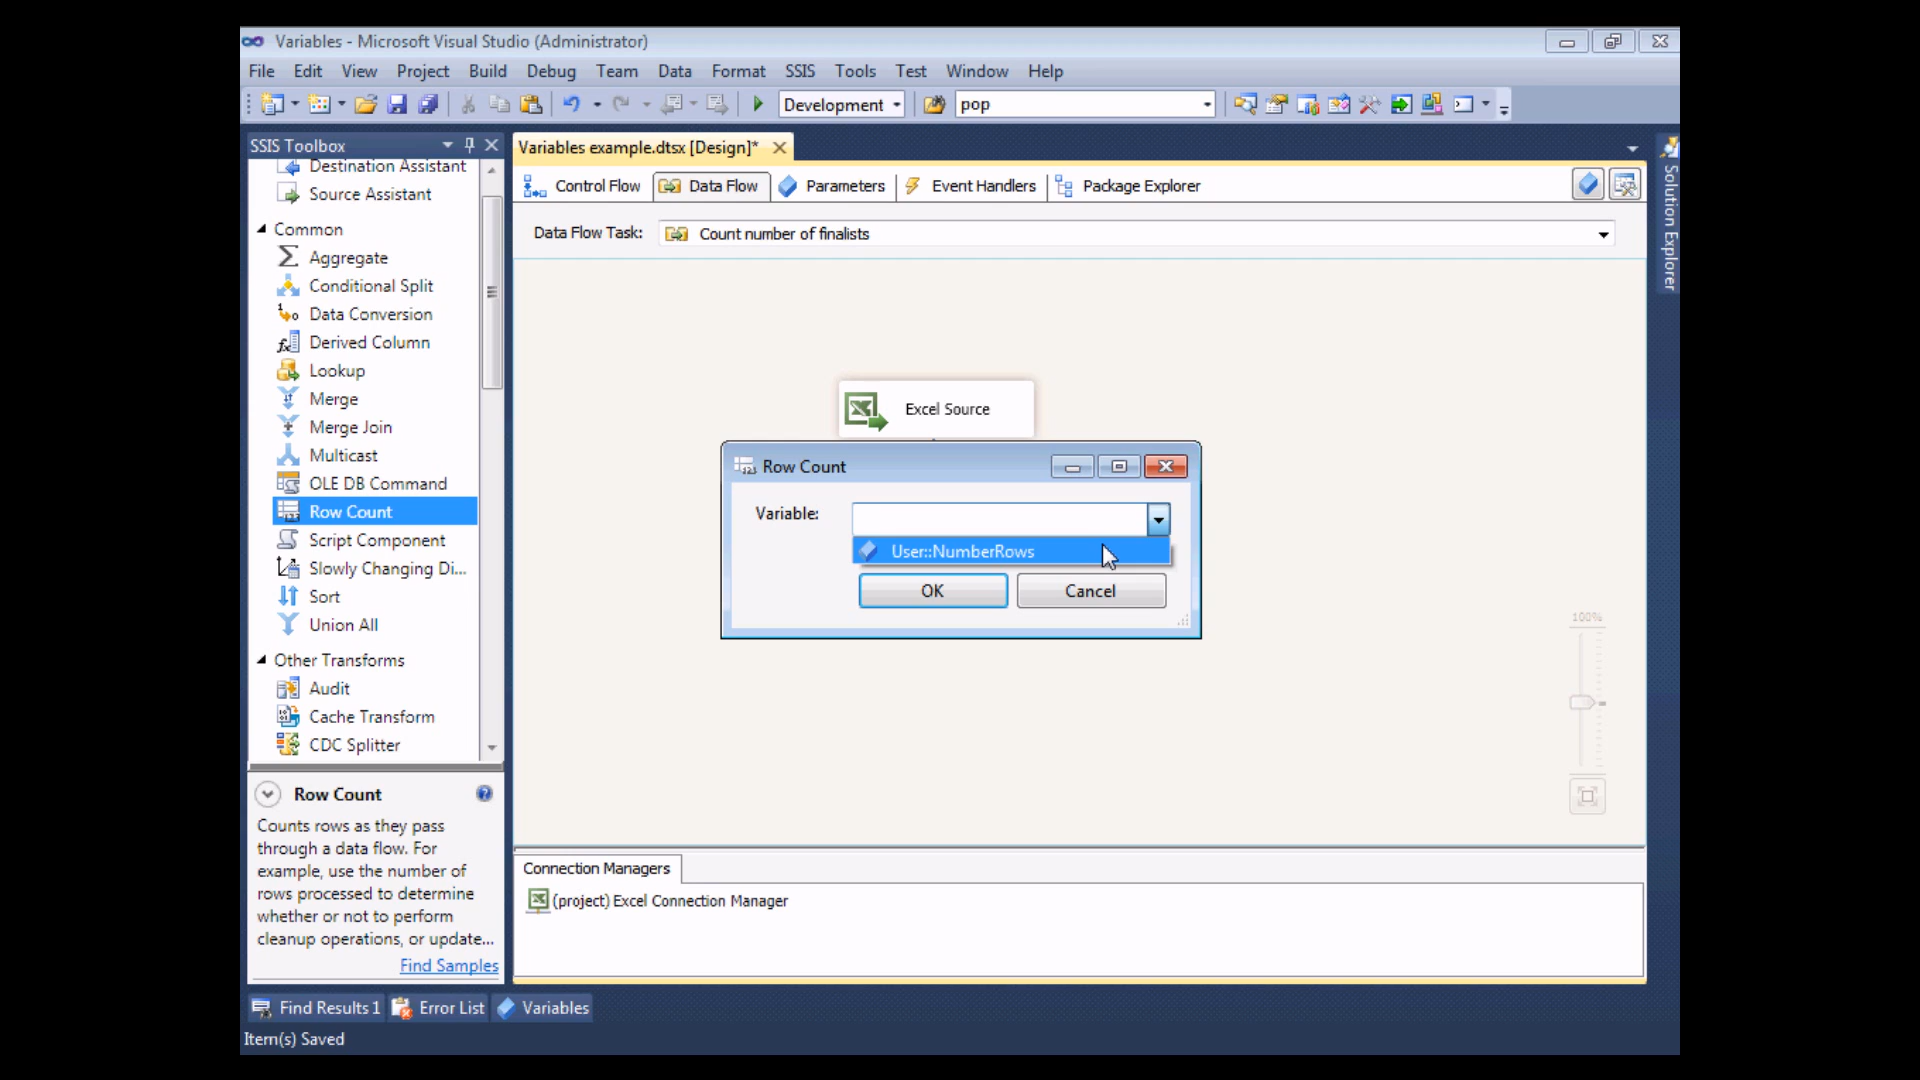 Variables - Microsoft Visual Studio (Administrator)
File Edit View Project Build Debug Team Data Format SSIS Tools Test Window Help
Development pop
SSIS Toolbox
Destination Assistant
Source Assistant
Common
Aggregate
Conditional Split
Data Conversion
Derived Column
Lookup
Merge
Merge Join
Multicast
OLE DB Command
Row Count
Script Component
Slowly Changing Di...
Sort
Union All
Other Transforms
Audit
Cache Transform
CDC Splitter
Row Count
Counts rows as they pass
through a data flow. For
example, use the number of
rows processed to determine
whether or not to perform
cleanup operations, or update...
Find Samples
Variables example.dtsx [Design]*
Control Flow Data Flow Parameters Event Handlers Package Explorer
Data Flow Task: Count number of finalists
Excel Source
Row Count
Variable:
User::NumberRows
OK Cancel
100%
Connection Managers
(project) Excel Connection Manager
Solution Explorer
Find Results 1 Error List Variables
Item(s) Saved